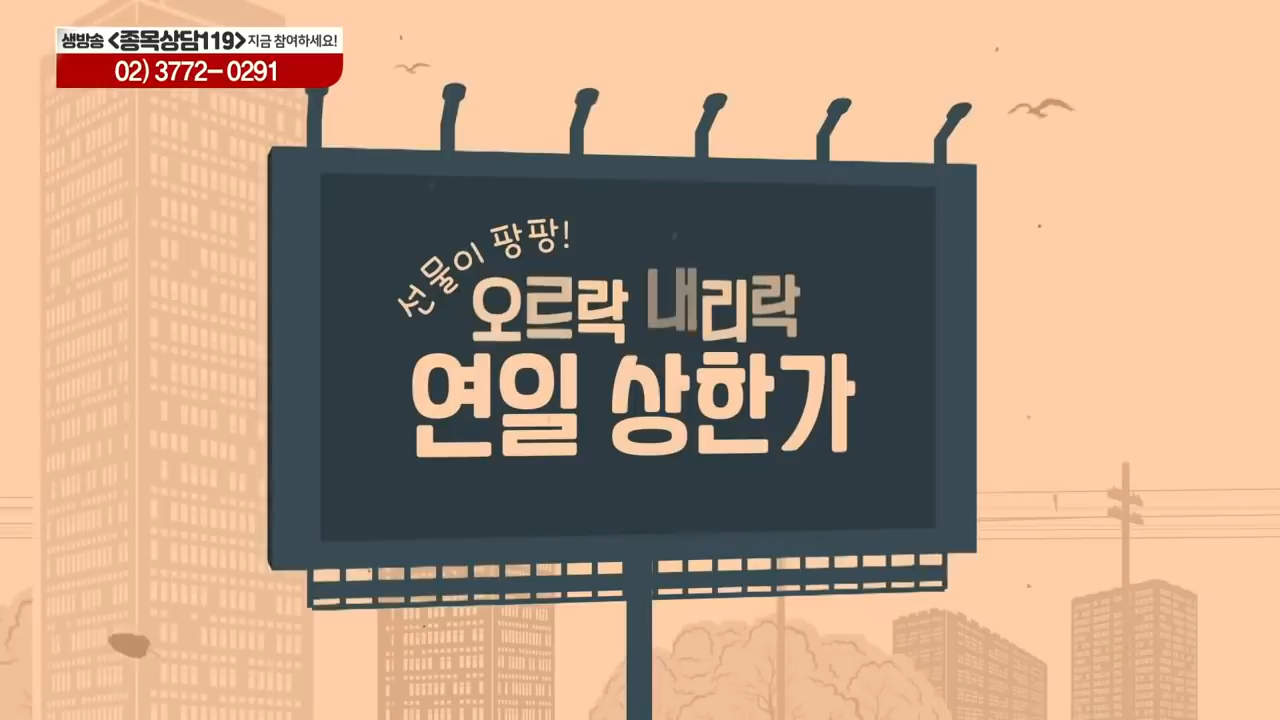 생방송 <종목상담119> 지금 참여하세요!
02) 3772-0291
선물이 팡팡!
오르락 내리락
연일 상한가